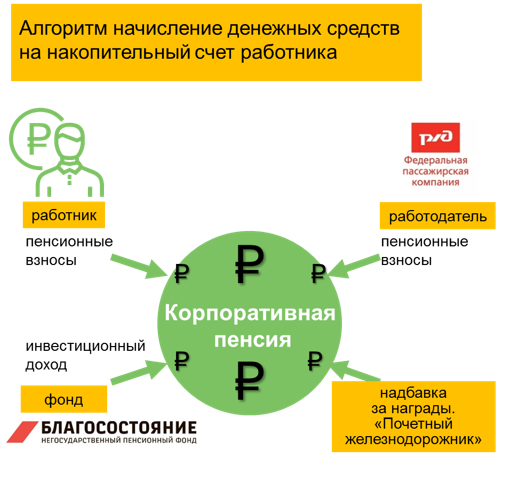 Алгоритм начисление денежных средств
на накопительный счет работника
₽
ржд
Федеральная
пассажирская
компания
работник
работодатель
пенсионные
взносы
пенсионные
взносы
₽
₽
₽
Корпоративная
пенсия
инвестиционный
доход
₽
₽
₽
фонд
надбавка
за награды.
«Почетный
железнодорожник»
БЛАГОСОСТОЯНИЕ
НЕГОСУДАРСТВЕННЫЙ ПЕНСИОННЫЙ ФОНД